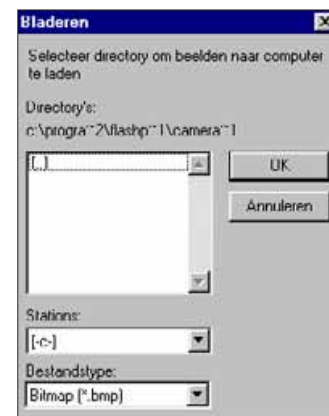 Bladeren
Selecteer directory om beelden naar computer
te laden
Directory's:
c:\progra~2\flashp~1\camera~1
[..]
OK
Annuleren
Stations:
[-c-]
Bestandstype:
Bitmap (*.bmp)